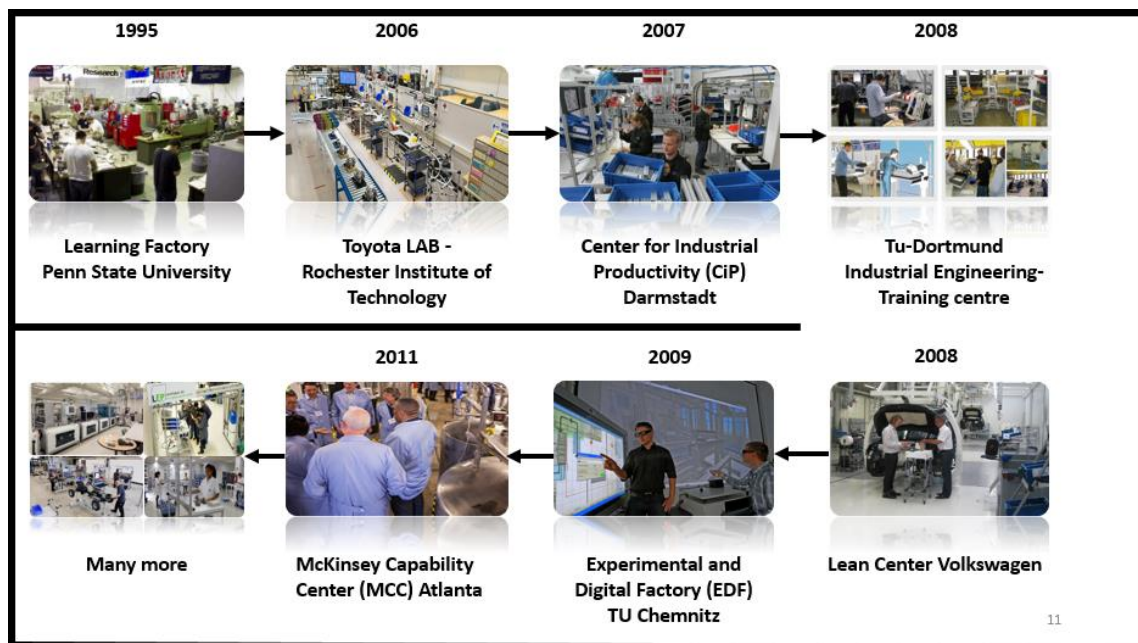 1995
2006
2007
2008
Research
Learning Factory
Penn State University
Toyota LAB -
Rochester Institute of
Technology
Center for Industrial
Productivity (CiP)
Darmstadt
Tu-Dortmund
Industrial Engineering-
Training centre
2011
2009
2008
Many more
McKinsey Capability
Center (MCC) Atlanta
Experimental and
Digital Factory (EDF)
TU Chemnitz
Lean Center Volkswagen
11